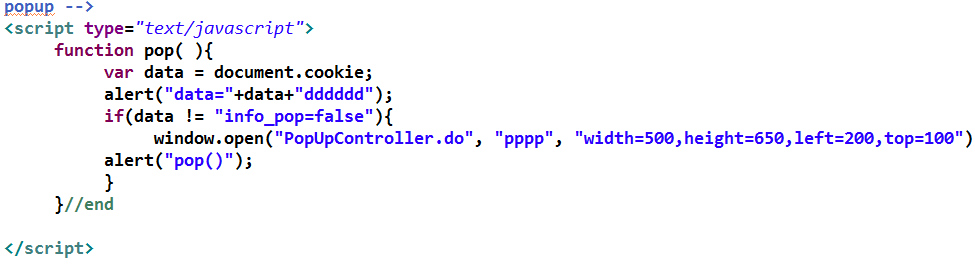 popup -->
<script type="text/javascript">
function pop( ){
var data = document.cookie;
alert("data="+data+"dddddd");
if(data != "info_pop=false"){
window.open("PopUpController.do", "pppp", "width=500,height=650,left=200,top=100")
alert("pop()");
}
}//end
</script>